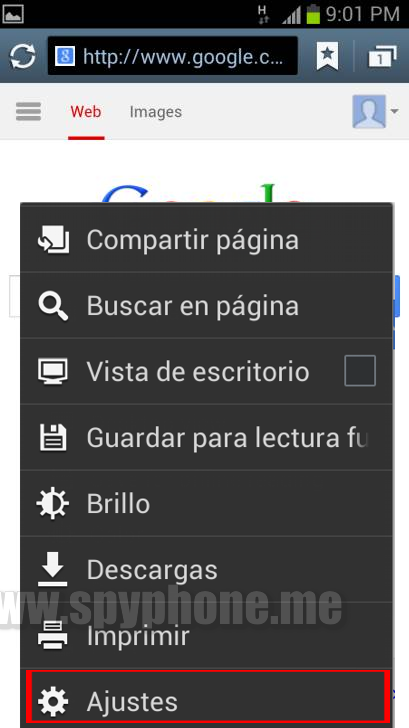 H
9:01 PM
http://www.google.c...
1
Web
Images
Compartir página
Buscar en página
Vista de escritorio
Guardar para lectura fu
Brillo
Descargas
www.spyphone.me
Imprimir
Ajustes